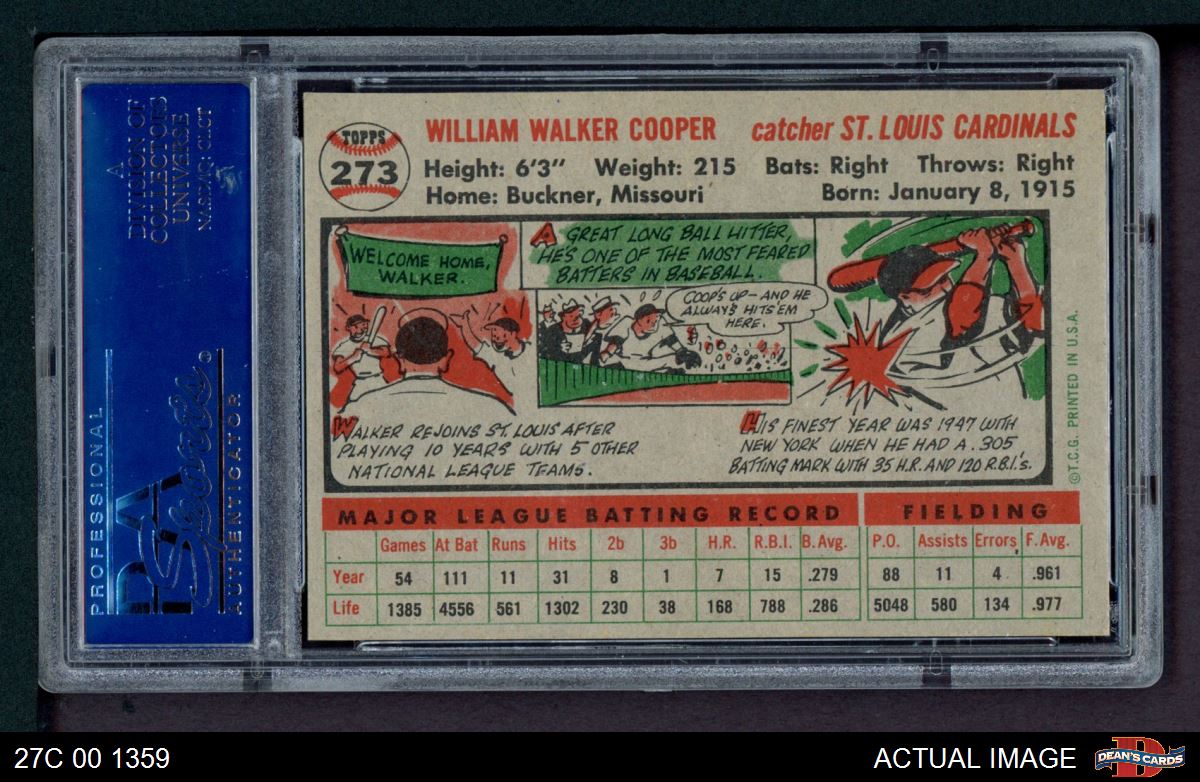 A
DIVISION OF
COLLECTORS
UNIVERSE
NASDAQ: CLCT
PROFESSIONAL
PSA
Sports
®
AUTHENTICATOR
TOPPS
273
WILLIAM WALKER COOPER catcher ST. LOUIS CARDINALS
Height: 6'3" Weight: 215 Bats: Right Throws: Right
Home: Buckner, Missouri Born: January 8, 1915
WELCOME HOME,
WALKER.
WALKER REJOINS ST. LOUIS AFTER
PLAYING 10 YEARS WITH 5 OTHER
NATIONAL LEAGUE TEAMS.
A GREAT LONG BALL HITTER,
HE'S ONE OF THE MOST FEARED
BATTERS IN BASEBALL.
COOP'S UP—AND HE
ALWAYS HITS 'EM
HERE.
HIS FINEST YEAR WAS 1947 WITH
NEW YORK WHEN HE HAD A .305
BATTING MARK WITH 35 H.R. AND 120 R.B.I.'s.
©T.C.G. PRINTED IN U.S.A.
MAJOR LEAGUE BATTING RECORD FIELDING
Games At Bat Runs Hits 2b 3b H.R. R.B.I. B. Avg. P.O. Assists Errors F. Avg.
Year 54 111 11 31 8 1 7 15 .279 88 11 4 .961
Life 1385 4556 561 1302 230 38 168 788 .286 5048 580 134 .977
27C 00 1359 ACTUAL IMAGE
D
DEAN'S CARDS